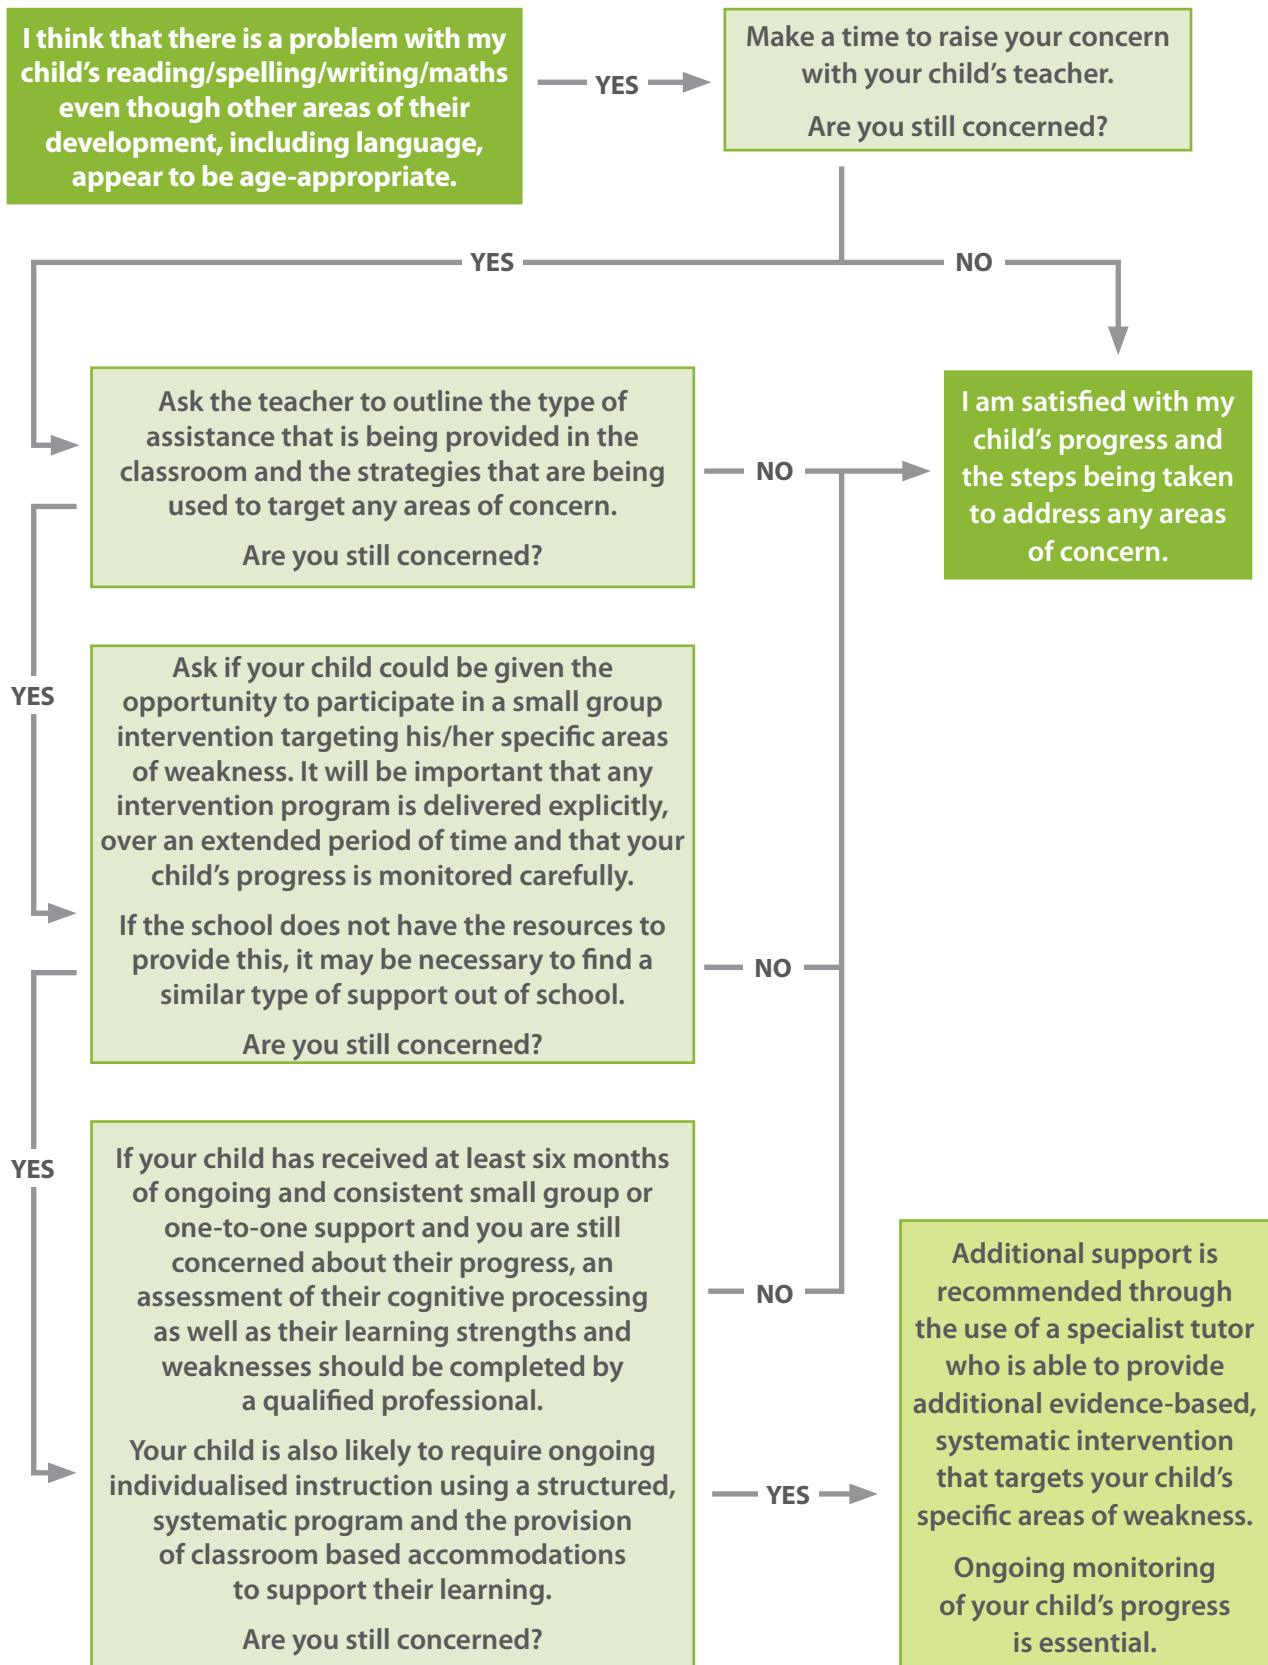 I think that there is a problem with my
child’s reading/spelling/writing/maths
even though other areas of their
development, including language,
appear to be age-appropriate.
YES
Make a time to raise your concern
with your child’s teacher.
Are you still concerned?
YES
NO
Ask the teacher to outline the type of
assistance that is being provided in the
classroom and the strategies that are being
used to target any areas of concern.
Are you still concerned?
NO
I am satisfied with my
child’s progress and
the steps being taken
to address any areas
of concern.
YES
Ask if your child could be given the
opportunity to participate in a small group
intervention targeting his/her specific areas
of weakness. It will be important that any
intervention program is delivered explicitly,
over an extended period of time and that your
child’s progress is monitored carefully.
If the school does not have the resources to
provide this, it may be necessary to find a
similar type of support out of school.
Are you still concerned?
NO
YES
If your child has received at least six months
of ongoing and consistent small group or
one-to-one support and you are still
concerned about their progress, an
assessment of their cognitive processing
as well as their learning strengths and
weaknesses should be completed by
a qualified professional.
Your child is also likely to require ongoing
individualised instruction using a structured,
systematic program and the provision
of classroom based accommodations
to support their learning.
Are you still concerned?
NO
YES
Additional support is
recommended through
the use of a specialist tutor
who is able to provide
additional evidence-based,
systematic intervention
that targets your child’s
specific areas of weakness.
Ongoing monitoring
of your child’s progress
is essential.